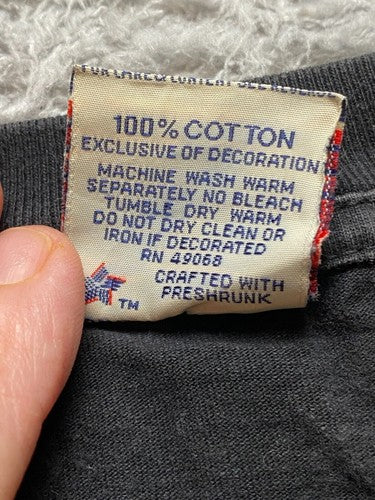 100% COTTON
EXCLUSIVE OF DECORATION
MACHINE WASH WARM
SEPARATELY NO BLEACH
TUMBLE DRY WARM
DO NOT DRY CLEAN OR
IRON IF DECORATED
RN 49068
CRAFTED WITH
TM PRESHRUNK